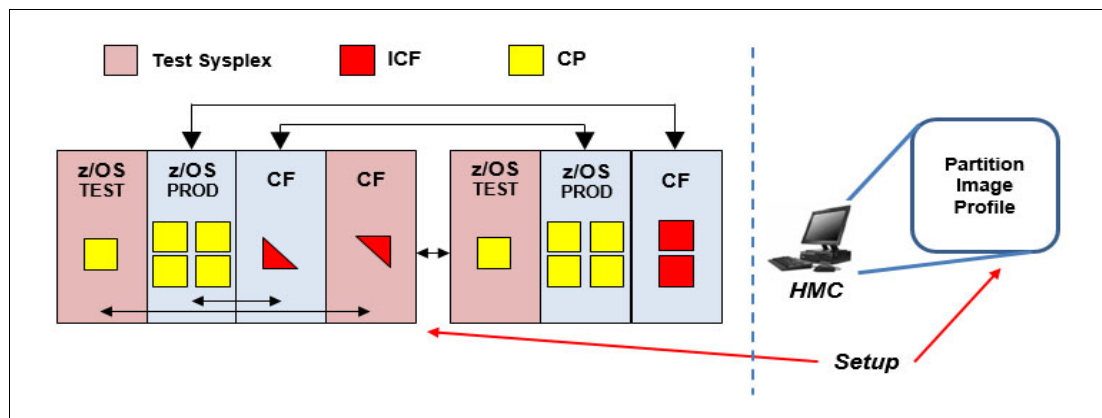 Test Sysplex
ICF
CP
z/OS
TEST
z/OS
PROD
CF
CF
z/OS
TEST
z/OS
PROD
CF
Partition
Image
Profile
HMC
Setup